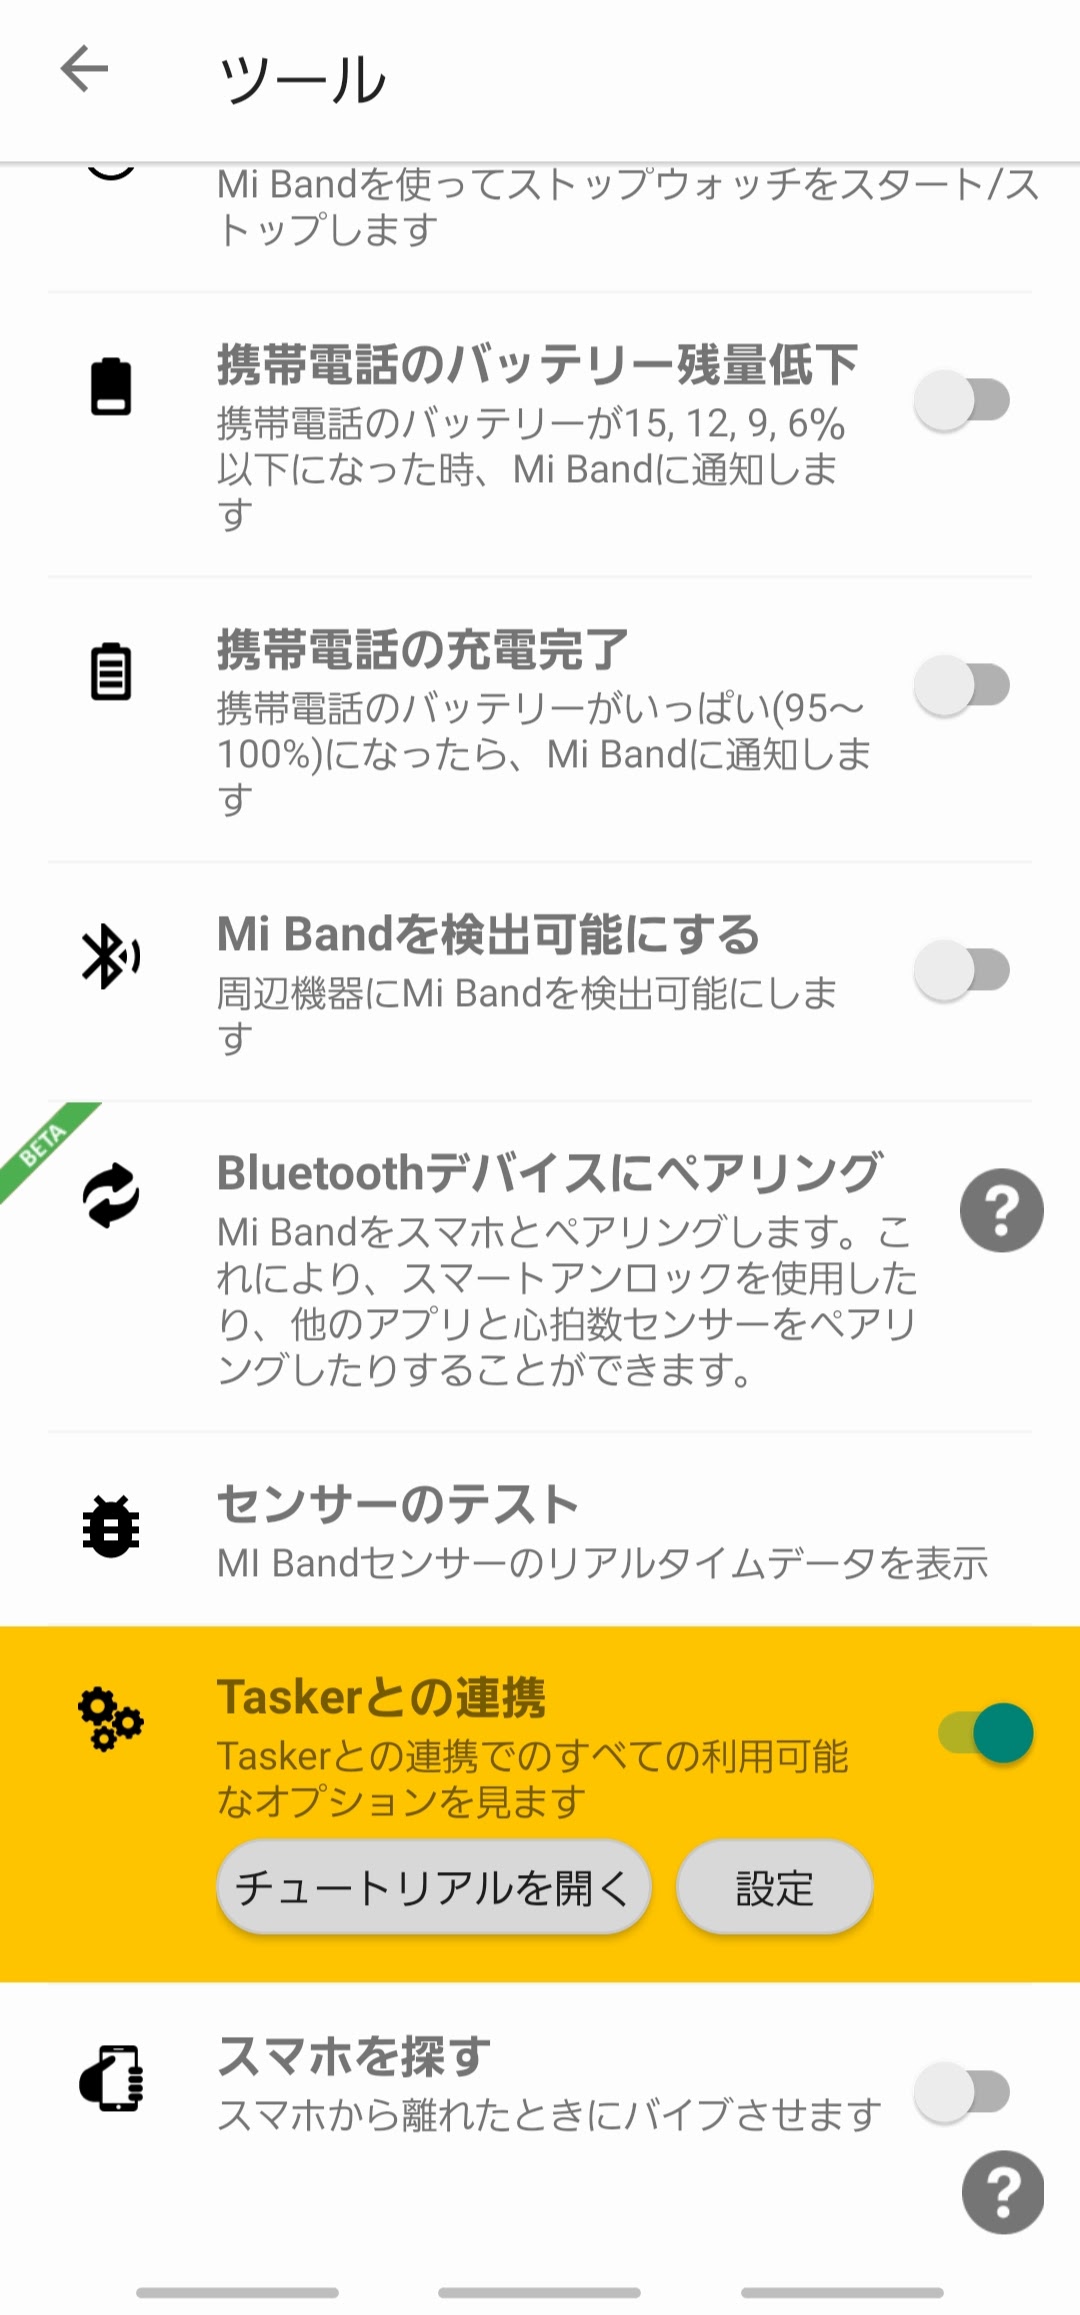 ツール
Mi Bandを使ってストップウォッチをスタート/ス
トップします
携帯電話のバッテリー残量低下
携帯電話のバッテリーが15, 12, 9, 6%
以下になった時、Mi Bandに通知しま
す
携帯電話の充電完了
携帯電話のバッテリーがいっぱい(95〜
100%)になったら、Mi Bandに通知しま
す
Mi Bandを検出可能にする
周辺機器にMi Bandを検出可能にしま
す
BETA
Bluetoothデバイスにペアリング
Mi Bandをスマホとペアリングします。こ
れにより、スマートアンロックを使用した
り、他のアプリと心拍数センサーをペアリ
ングしたりすることができます。
?
センサーのテスト
MI Bandセンサーのリアルタイムデータを表示
Taskerとの連携
Taskerとの連携でのすべての利用可能
なオプションを見ます
チュートリアルを開く 設定
スマホを探す
スマホから離れたときにバイブさせます
?